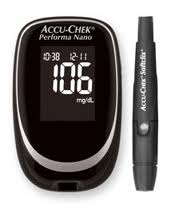 ACCU-CHEK®
Performa Nano
10:38 12-11
106
mg/dL
ACCU-CHEK® Softclix